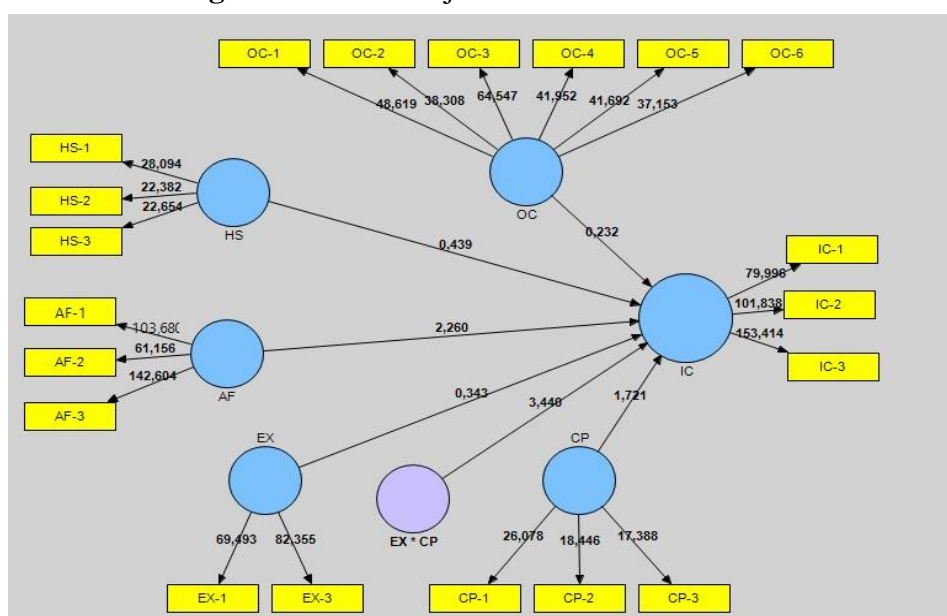 OC-1 OC-2 OC-3 OC-4 OC-5 OC-6
48,619 38,308 64,547 41,952 41,692 37,153
OC
HS-1
HS-2
HS-3
28,094
22,382
22,654
HS
0,439
0,232
IC-1
IC-2
IC-3
79,996
101,838
153,414
IC
AF-1
AF-2
AF-3
103,680
61,156
142,604
AF
2,260
0,343
3,440
1,721
EX
EX * CP
CP
69,493 82,355
26,078 18,446 17,388
EX-1 EX-3
CP-1 CP-2 CP-3